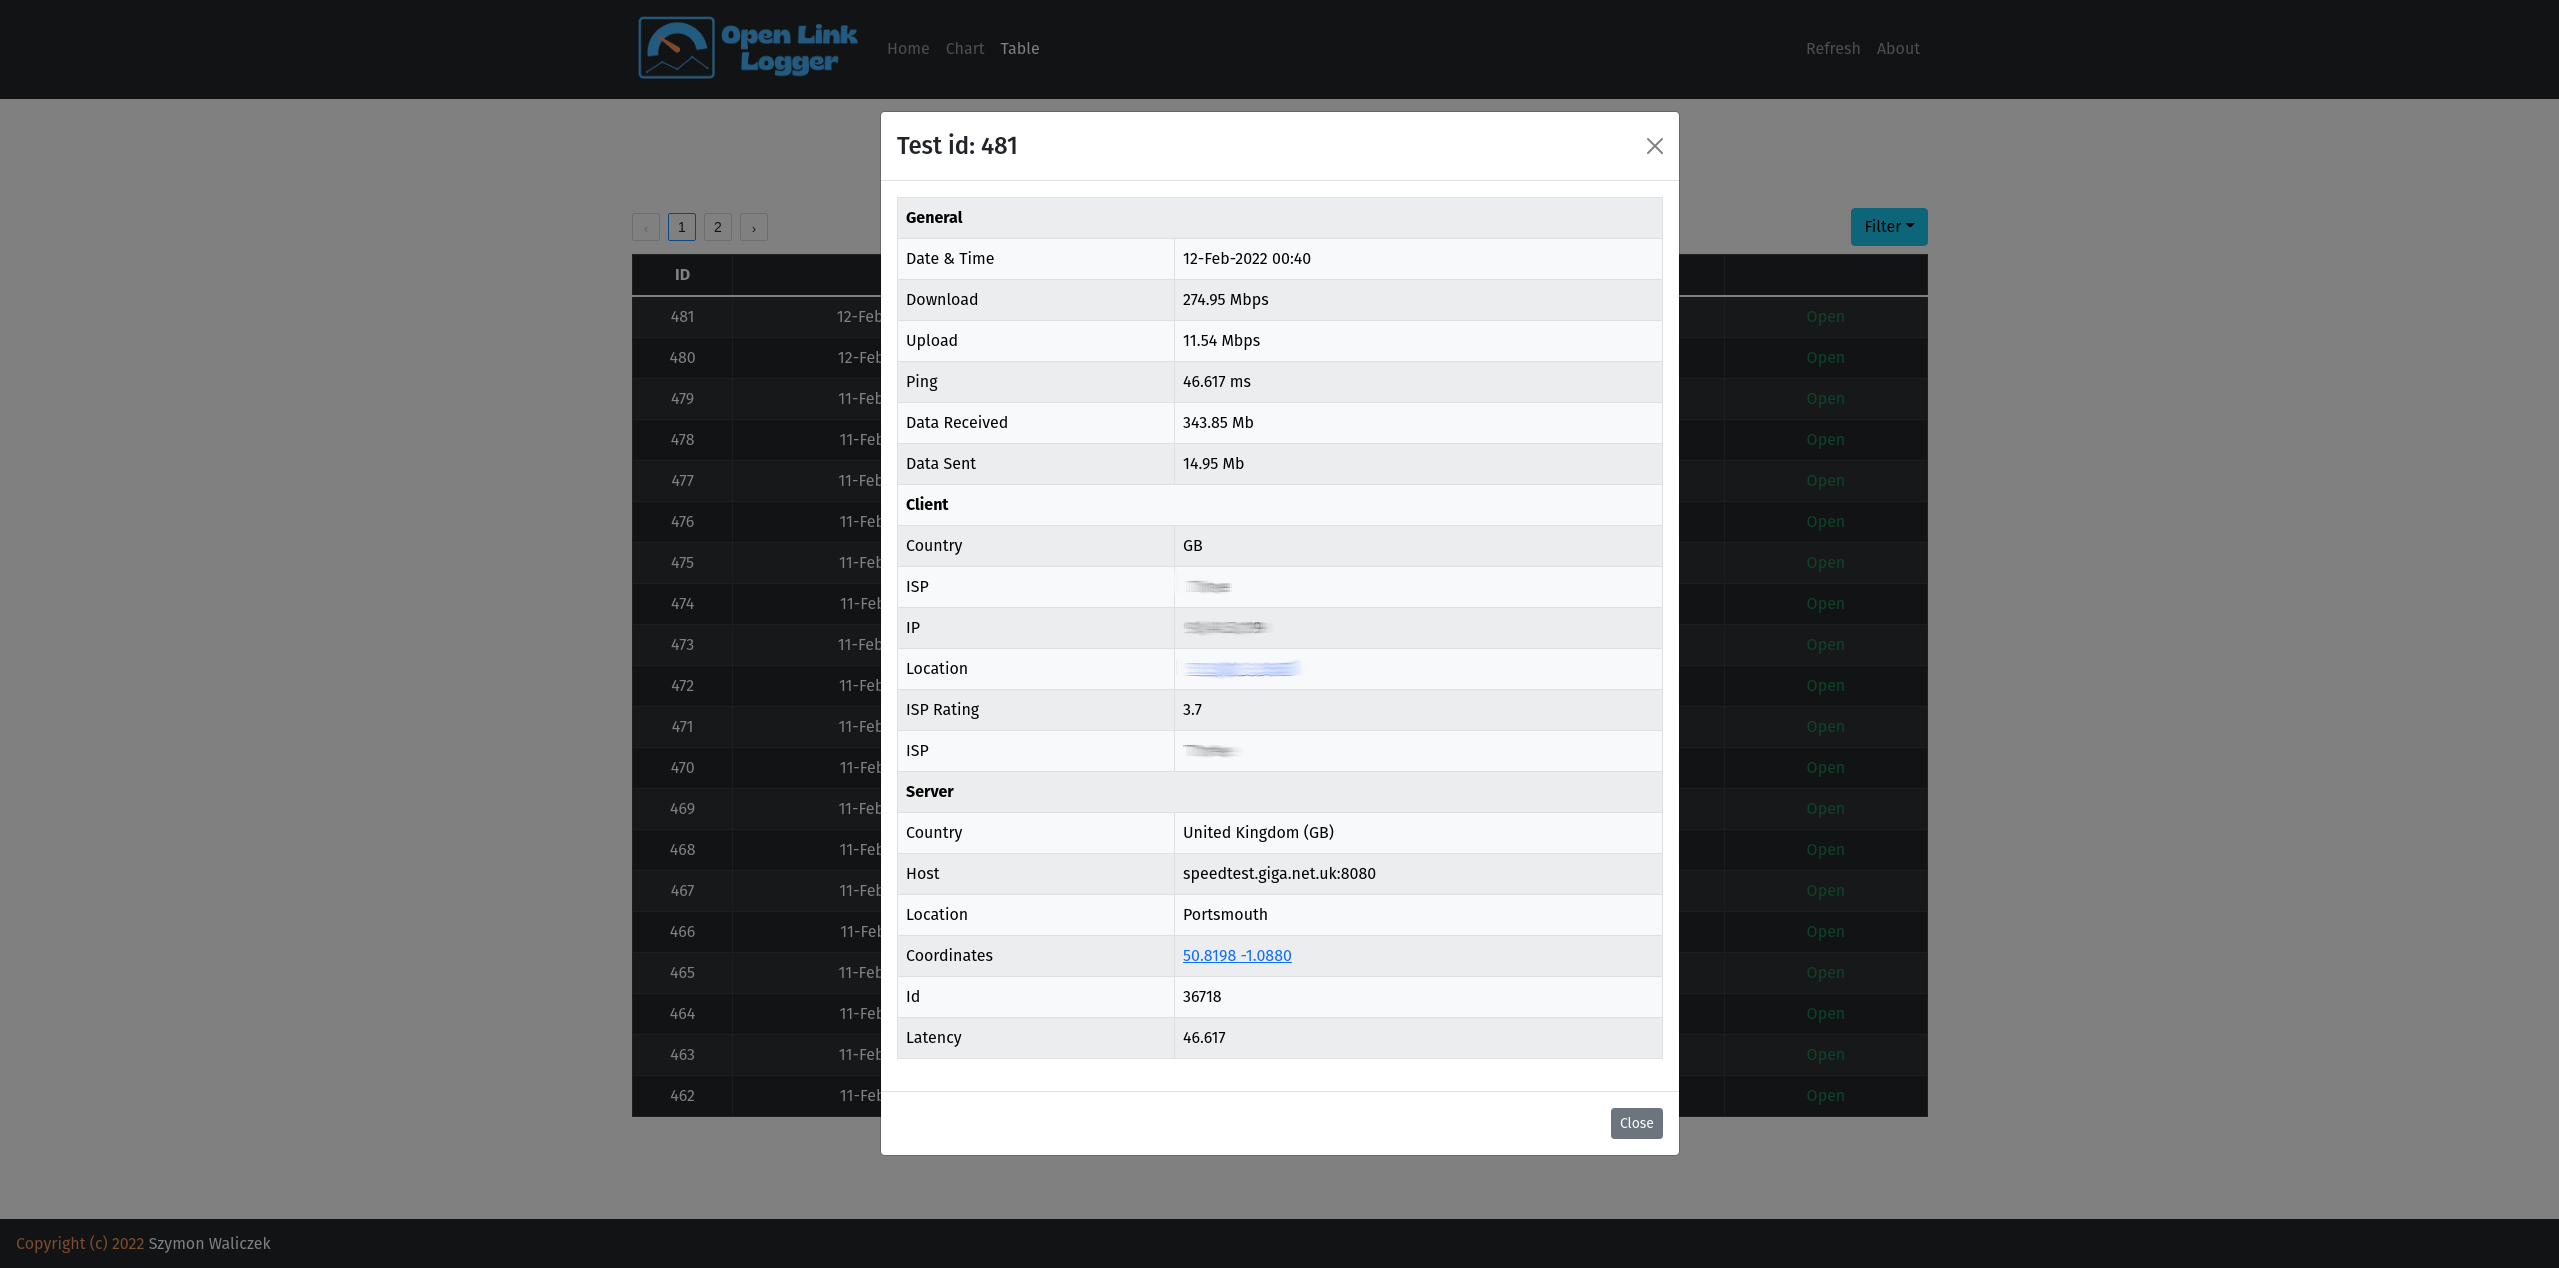 Open Link
Logger
Home Chart Table Refresh About
Test id: 481
‹ 1 2 › Filter
General
Date & Time 12-Feb-2022 00:40
Download 274.95 Mbps
Upload 11.54 Mbps
Ping 46.617 ms
Data Received 343.85 Mb
Data Sent 14.95 Mb
Client
Country GB
ISP
IP
Location
ISP Rating 3.7
ISP
Server
Country United Kingdom (GB)
Host speedtest.giga.net.uk:8080
Location Portsmouth
Coordinates 50.8198 -1.0880
Id 36718
Latency 46.617
Close
ID
481 12-Feb Open
480 12-Feb Open
479 11-Feb Open
478 11-Feb Open
477 11-Feb Open
476 11-Feb Open
475 11-Feb Open
474 11-Feb Open
473 11-Feb Open
472 11-Feb Open
471 11-Feb Open
470 11-Feb Open
469 11-Feb Open
468 11-Feb Open
467 11-Feb Open
466 11-Feb Open
465 11-Feb Open
464 11-Feb Open
463 11-Feb Open
462 11-Feb Open
Copyright (c) 2022 Szymon Waliczek